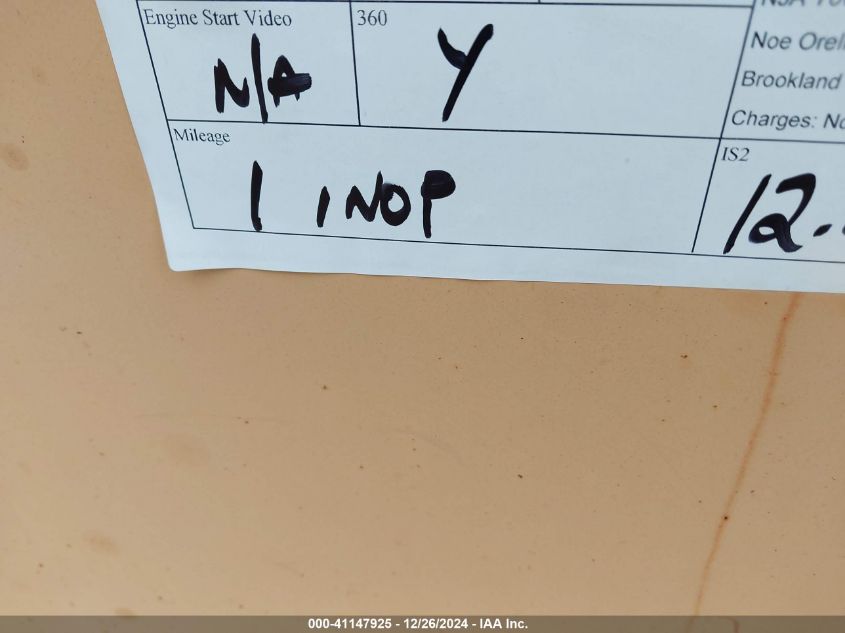 Engine Start Video
360
N/A
Y
Noe
Brookland
Charges:
Mileage
IS2
1 INOP
12.
000-41147925 - 12/26/2024 - IAA Inc.